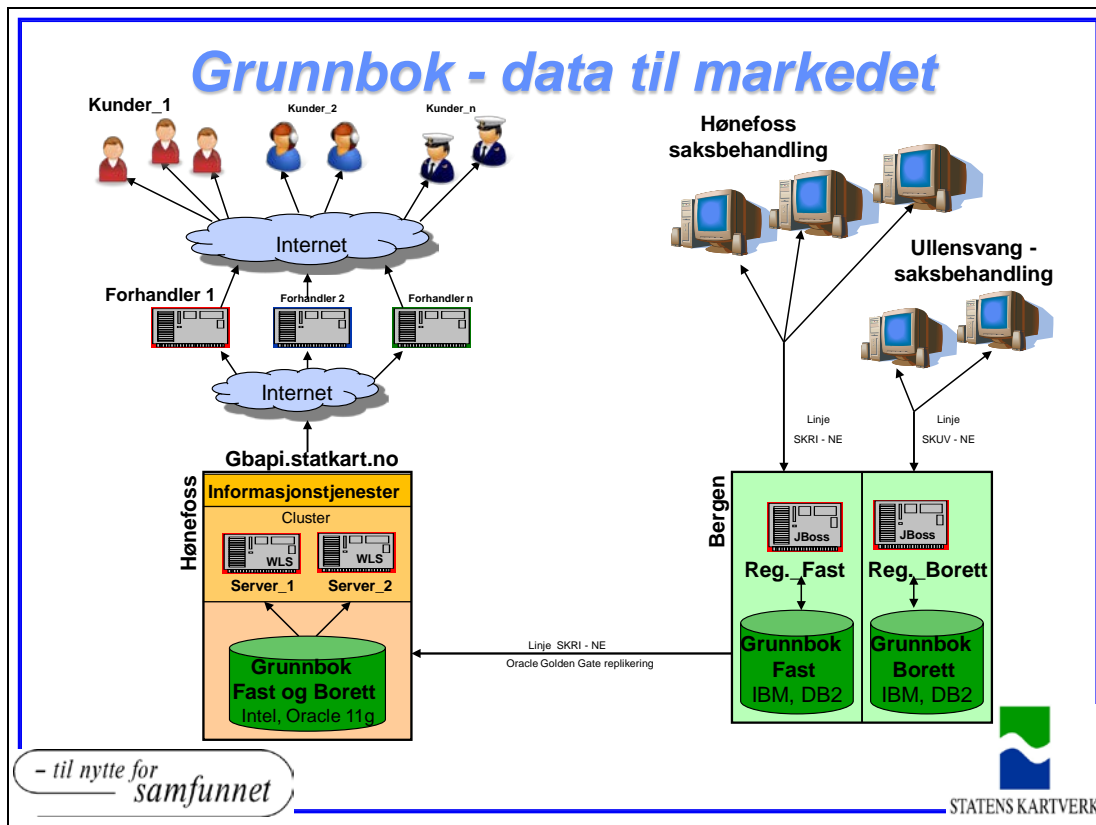 Grunnbok - data til markedet
Kunder_1
Kunder_2
Kunder_n
Internet
Forhandler 1
Forhandler 2
Forhandler n
Internet
Gbapi.statkart.no
Hønefoss
Informasjonstjenester
Cluster
WLS
WLS
Server_1
Server_2
Grunnbok
Fast og Borett
Intel, Oracle 11g
Linje SKRI - NE
Oracle Golden Gate replikering
Hønefoss
saksbehandling
Ullensvang -
saksbehandling
Linje
SKRI - NE
Linje
SKUV - NE
Bergen
JBoss
JBoss
Reg._Fast
Reg._Borett
Grunnbok
Fast
IBM, DB2
Grunnbok
Borett
IBM, DB2
- til nytte for
samfunnet
STATENS KARTVERK